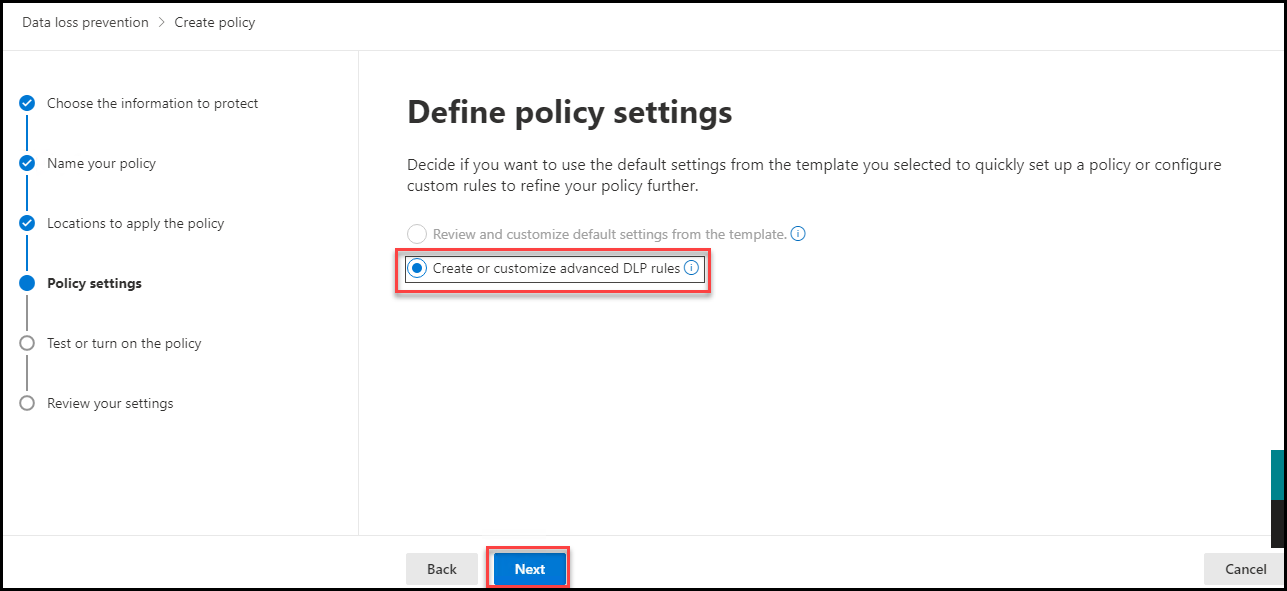 Data loss prevention > Create policy
Choose the information to protect
Name your policy
Locations to apply the policy
Policy settings
Test or turn on the policy
Review your settings
Define policy settings
Decide if you want to use the default settings from the template you selected to quickly set up a policy or configure
custom rules to refine your policy further.
Review and customize default settings from the template.
Create or customize advanced DLP rules
Back
Next
Cancel